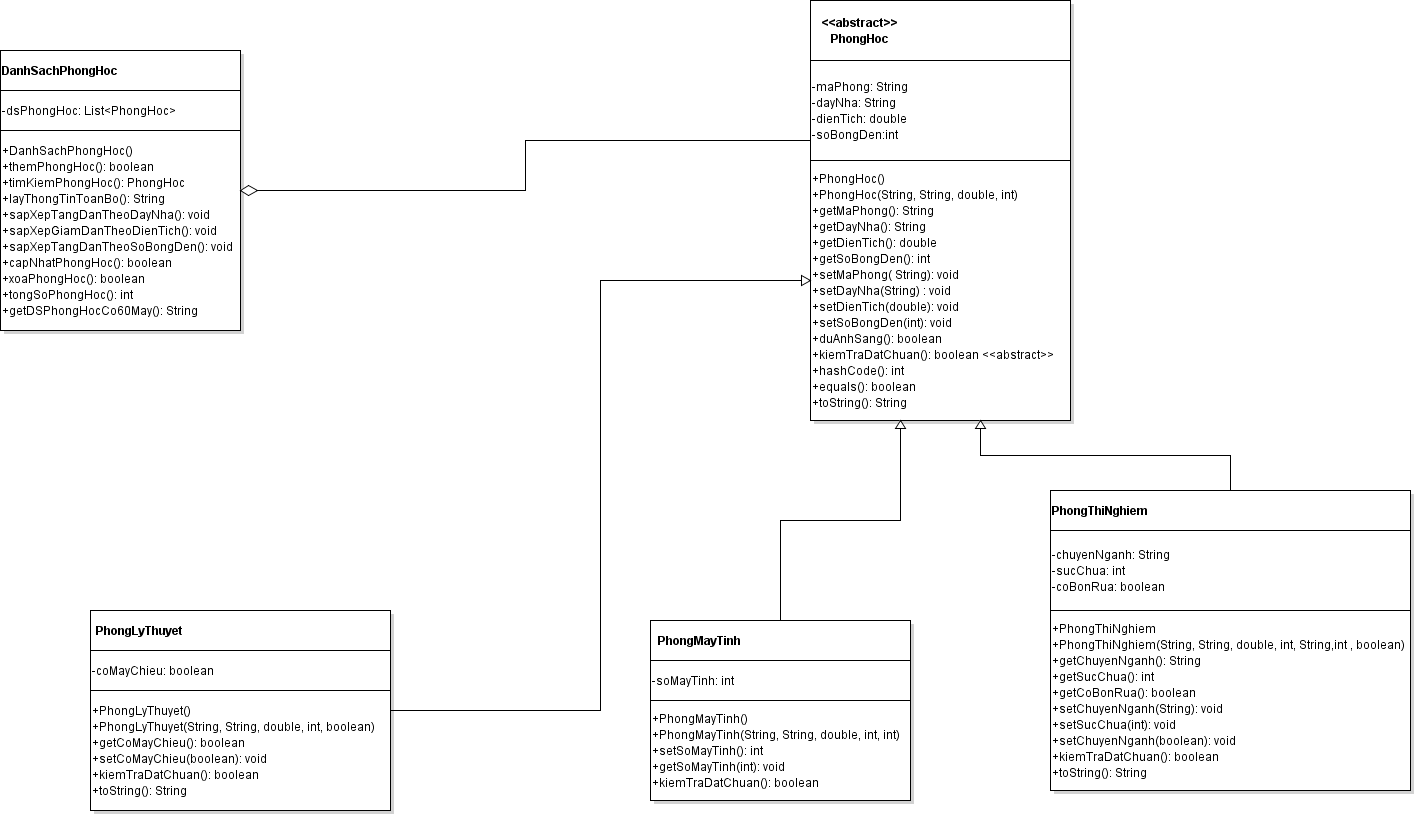 DanhSachPhongHoc
-dsPhongHoc: List<PhongHoc>
+DanhSachPhongHoc()
+themPhongHoc(): boolean
+timKiemPhongHoc(): PhongHoc
+layThongTinToanBo(): String
+sapXepTangDanTheoDayNha(): void
+sapXepGiamDanTheoDienTich(): void
+sapXepTangDanTheoSoBongDen(): void
+capNhatPhongHoc(): boolean
+xoaPhongHoc(): boolean
+tongSoPhongHoc(): int
+getDSPhongHocCo60May(): String
<<abstract>>
PhongHoc
-maPhong: String
-dayNha: String
-dienTich: double
-soBongDen:int
+PhongHoc()
+PhongHoc(String, String, double, int)
+getMaPhong(): String
+getDayNha(): String
+getDienTich(): double
+getSoBongDen(): int
+setMaPhong( String): void
+setDayNha(String) : void
+setDienTich(double): void
+setSoBongDen(int): void
+duAnhSang(): boolean
+kiemTraDatChuan(): boolean <<abstract>>
+hashCode(): int
+equals(): boolean
+toString(): String
PhongLyThuyet
-coMayChieu: boolean
+PhongLyThuyet()
+PhongLyThuyet(String, String, double, int, boolean)
+getCoMayChieu(): boolean
+setCoMayChieu(boolean): void
+kiemTraDatChuan(): boolean
+toString(): String
PhongMayTinh
-soMayTinh: int
+PhongMayTinh()
+PhongMayTinh(String, String, double, int, int)
+setSoMayTinh(): int
+getSoMayTinh(int): void
+kiemTraDatChuan(): boolean
PhongThiNghiem
-chuyenNganh: String
-sucChua: int
-coBonRua: boolean
+PhongThiNghiem
+PhongThiNghiem(String, String, double, int, String,int , boolean)
+getChuyenNganh(): String
+getSucChua(): int
+getCoBonRua(): boolean
+setChuyenNganh(String): void
+setSucChua(int): void
+setChuyenNganh(boolean): void
+kiemTraDatChuan(): boolean
+toString(): String